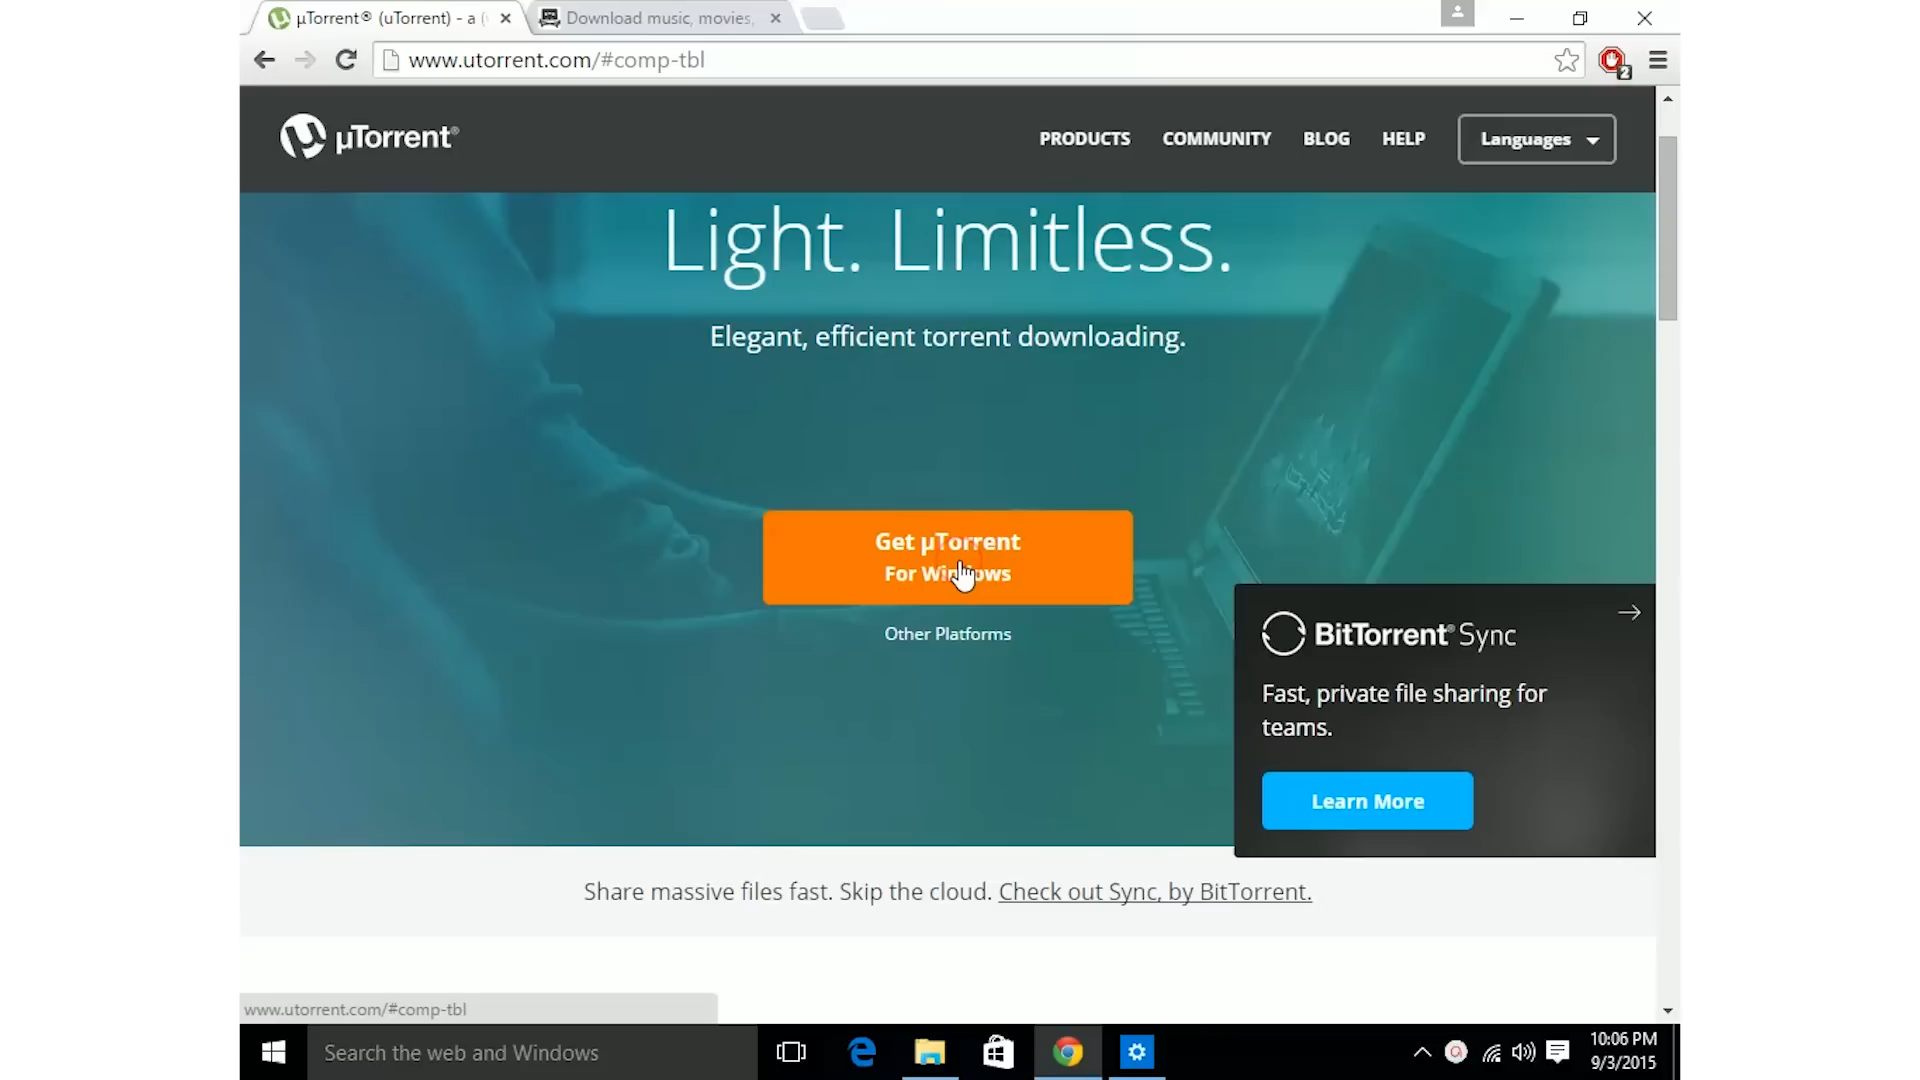 µTorrent® (uTorrent) - a (
Download music, movies,
www.utorrent.com/#comp-tbl
2
µTorrent®
PRODUCTS
COMMUNITY
BLOG
HELP
Languages
Light. Limitless.
Elegant, efficient torrent downloading.
Get µTorrent
For Windows
Other Platforms
BitTorrent® Sync
Fast, private file sharing for
teams.
Learn More
Share massive files fast. Skip the cloud. Check out Sync, by BitTorrent.
www.utorrent.com/#comp-tbl
Search the web and Windows
10:06 PM
9/3/2015